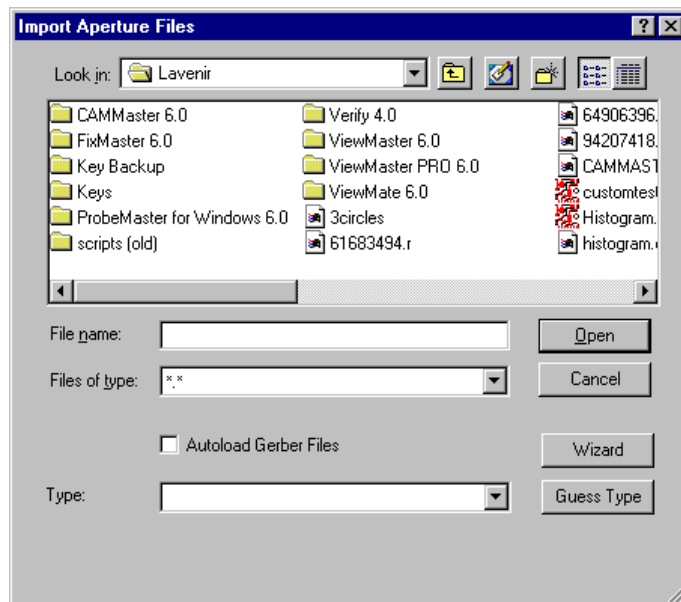 Import Aperture Files
Look in: Lavenir
CAMMaster 6.0
FixMaster 6.0
Key Backup
Keys
ProbeMaster for Windows 6.0
scripts (old)
Verify 4.0
ViewMaster 6.0
ViewMaster PRO 6.0
ViewMate 6.0
3circles
61683494.r
64906396.
94207418.
CAMMAST
customtest
Histogram.
histogram.
File name:
Open
Files of type: *.*
Cancel
Autoload Gerber Files
Wizard
Type:
Guess Type